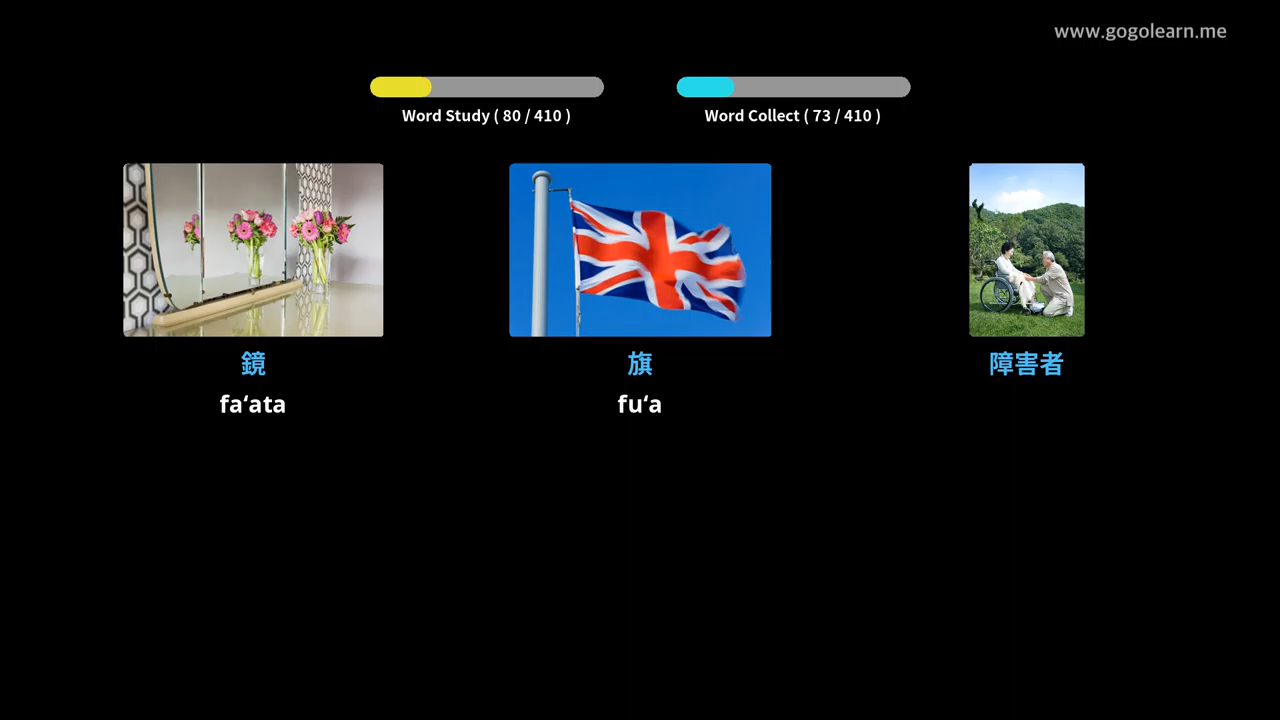 www.gogolearn.me
Word Study ( 80 / 410 )
Word Collect ( 73 / 410 )
鏡
旗
障害者
fa‘ata
fu‘a